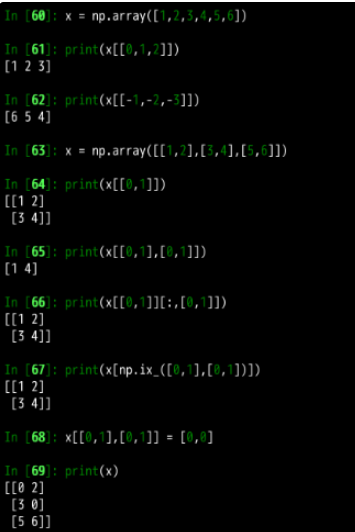 In [60]: x = np.array([1,2,3,4,5,6])
In [61]: print(x[[0,1,2]])
[1 2 3]
In [62]: print(x[[-1,-2,-3]])
[6 5 4]
In [63]: x = np.array([[1,2],[3,4],[5,6]])
In [64]: print(x[[0,1]])
[[1 2]
 [3 4]]
In [65]: print(x[[0,1],[0,1]])
[1 4]
In [66]: print(x[[0,1]][:,[0,1]])
[[1 2]
 [3 4]]
In [67]: print(x[np.ix_([0,1],[0,1])])
[[1 2]
 [3 4]]
In [68]: x[[0,1],[0,1]] = [0,0]
In [69]: print(x)
[[0 2]
 [3 0]
 [5 6]]